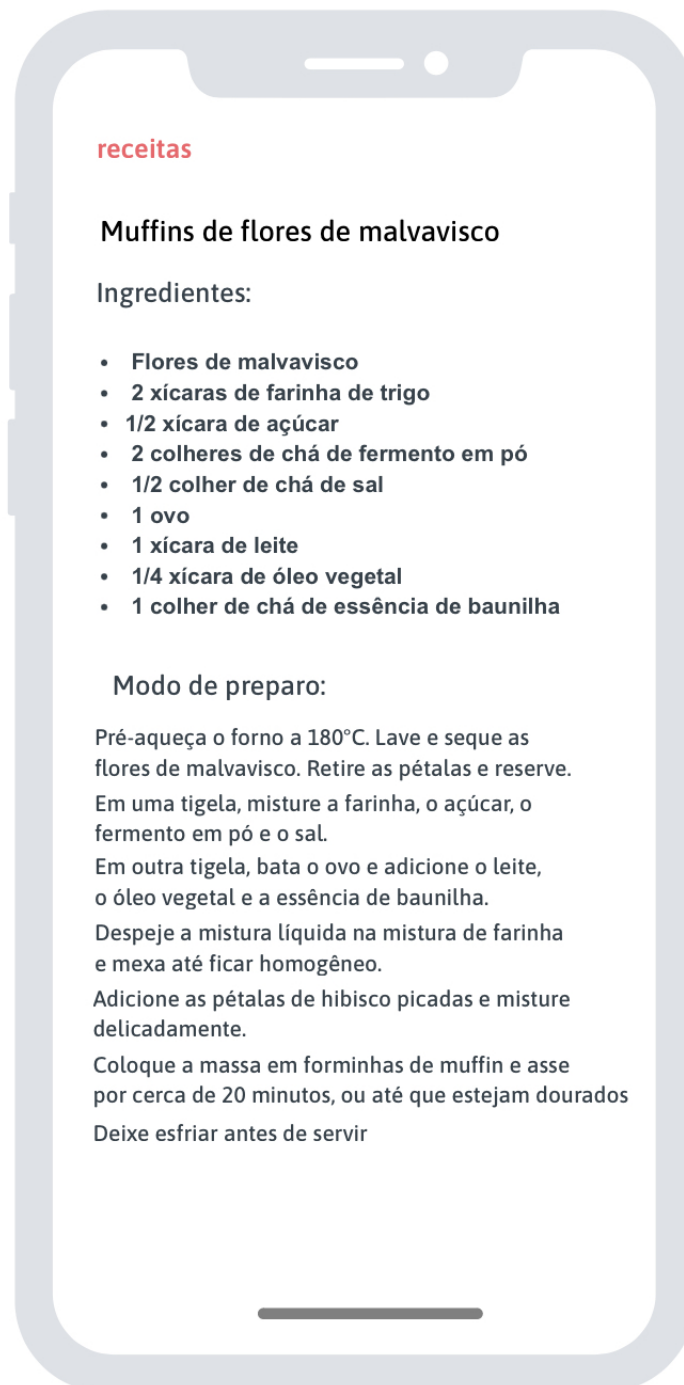 receitas
Muffins de flores de malvavisco
Ingredientes:
• Flores de malvavisco
• 2 xícaras de farinha de trigo
• 1/2 xícara de açúcar
• 2 colheres de chá de fermento em pó
• 1/2 colher de chá de sal
• 1 ovo
• 1 xícara de leite
• 1/4 xícara de óleo vegetal
• 1 colher de chá de essência de baunilha
Modo de preparo:
Pré-aqueça o forno a 180°C. Lave e seque as
flores de malvavisco. Retire as pétalas e reserve.
Em uma tigela, misture a farinha, o açúcar, o
fermento em pó e o sal.
Em outra tigela, bata o ovo e adicione o leite,
o óleo vegetal e a essência de baunilha.
Despeje a mistura líquida na mistura de farinha
e mexa até ficar homogêneo.
Adicione as pétalas de hibisco picadas e misture
delicadamente.
Coloque a massa em forminhas de muffin e asse
por cerca de 20 minutos, ou até que estejam dourados
Deixe esfriar antes de servir